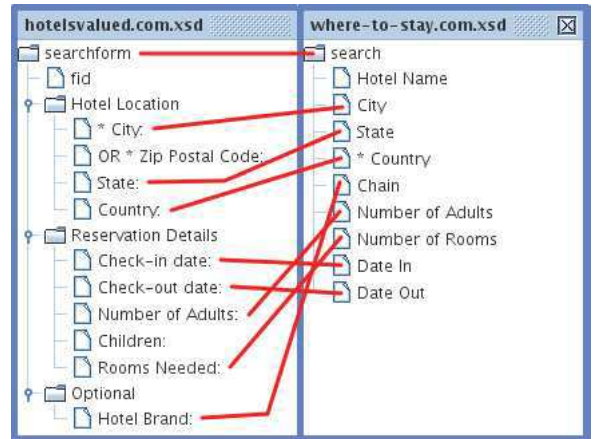 hotelsvalued.com.xsd
searchform
fid
Hotel Location
* City:
OR * Zip Postal Code:
State:
Country:
Reservation Details
Check-in date:
Check-out date:
Number of Adults:
Children:
Rooms Needed:
Optional
Hotel Brand:
where-to-stay.com.xsd
search
Hotel Name
City
State
* Country
Chain
Number of Adults
Number of Rooms
Date In
Date Out